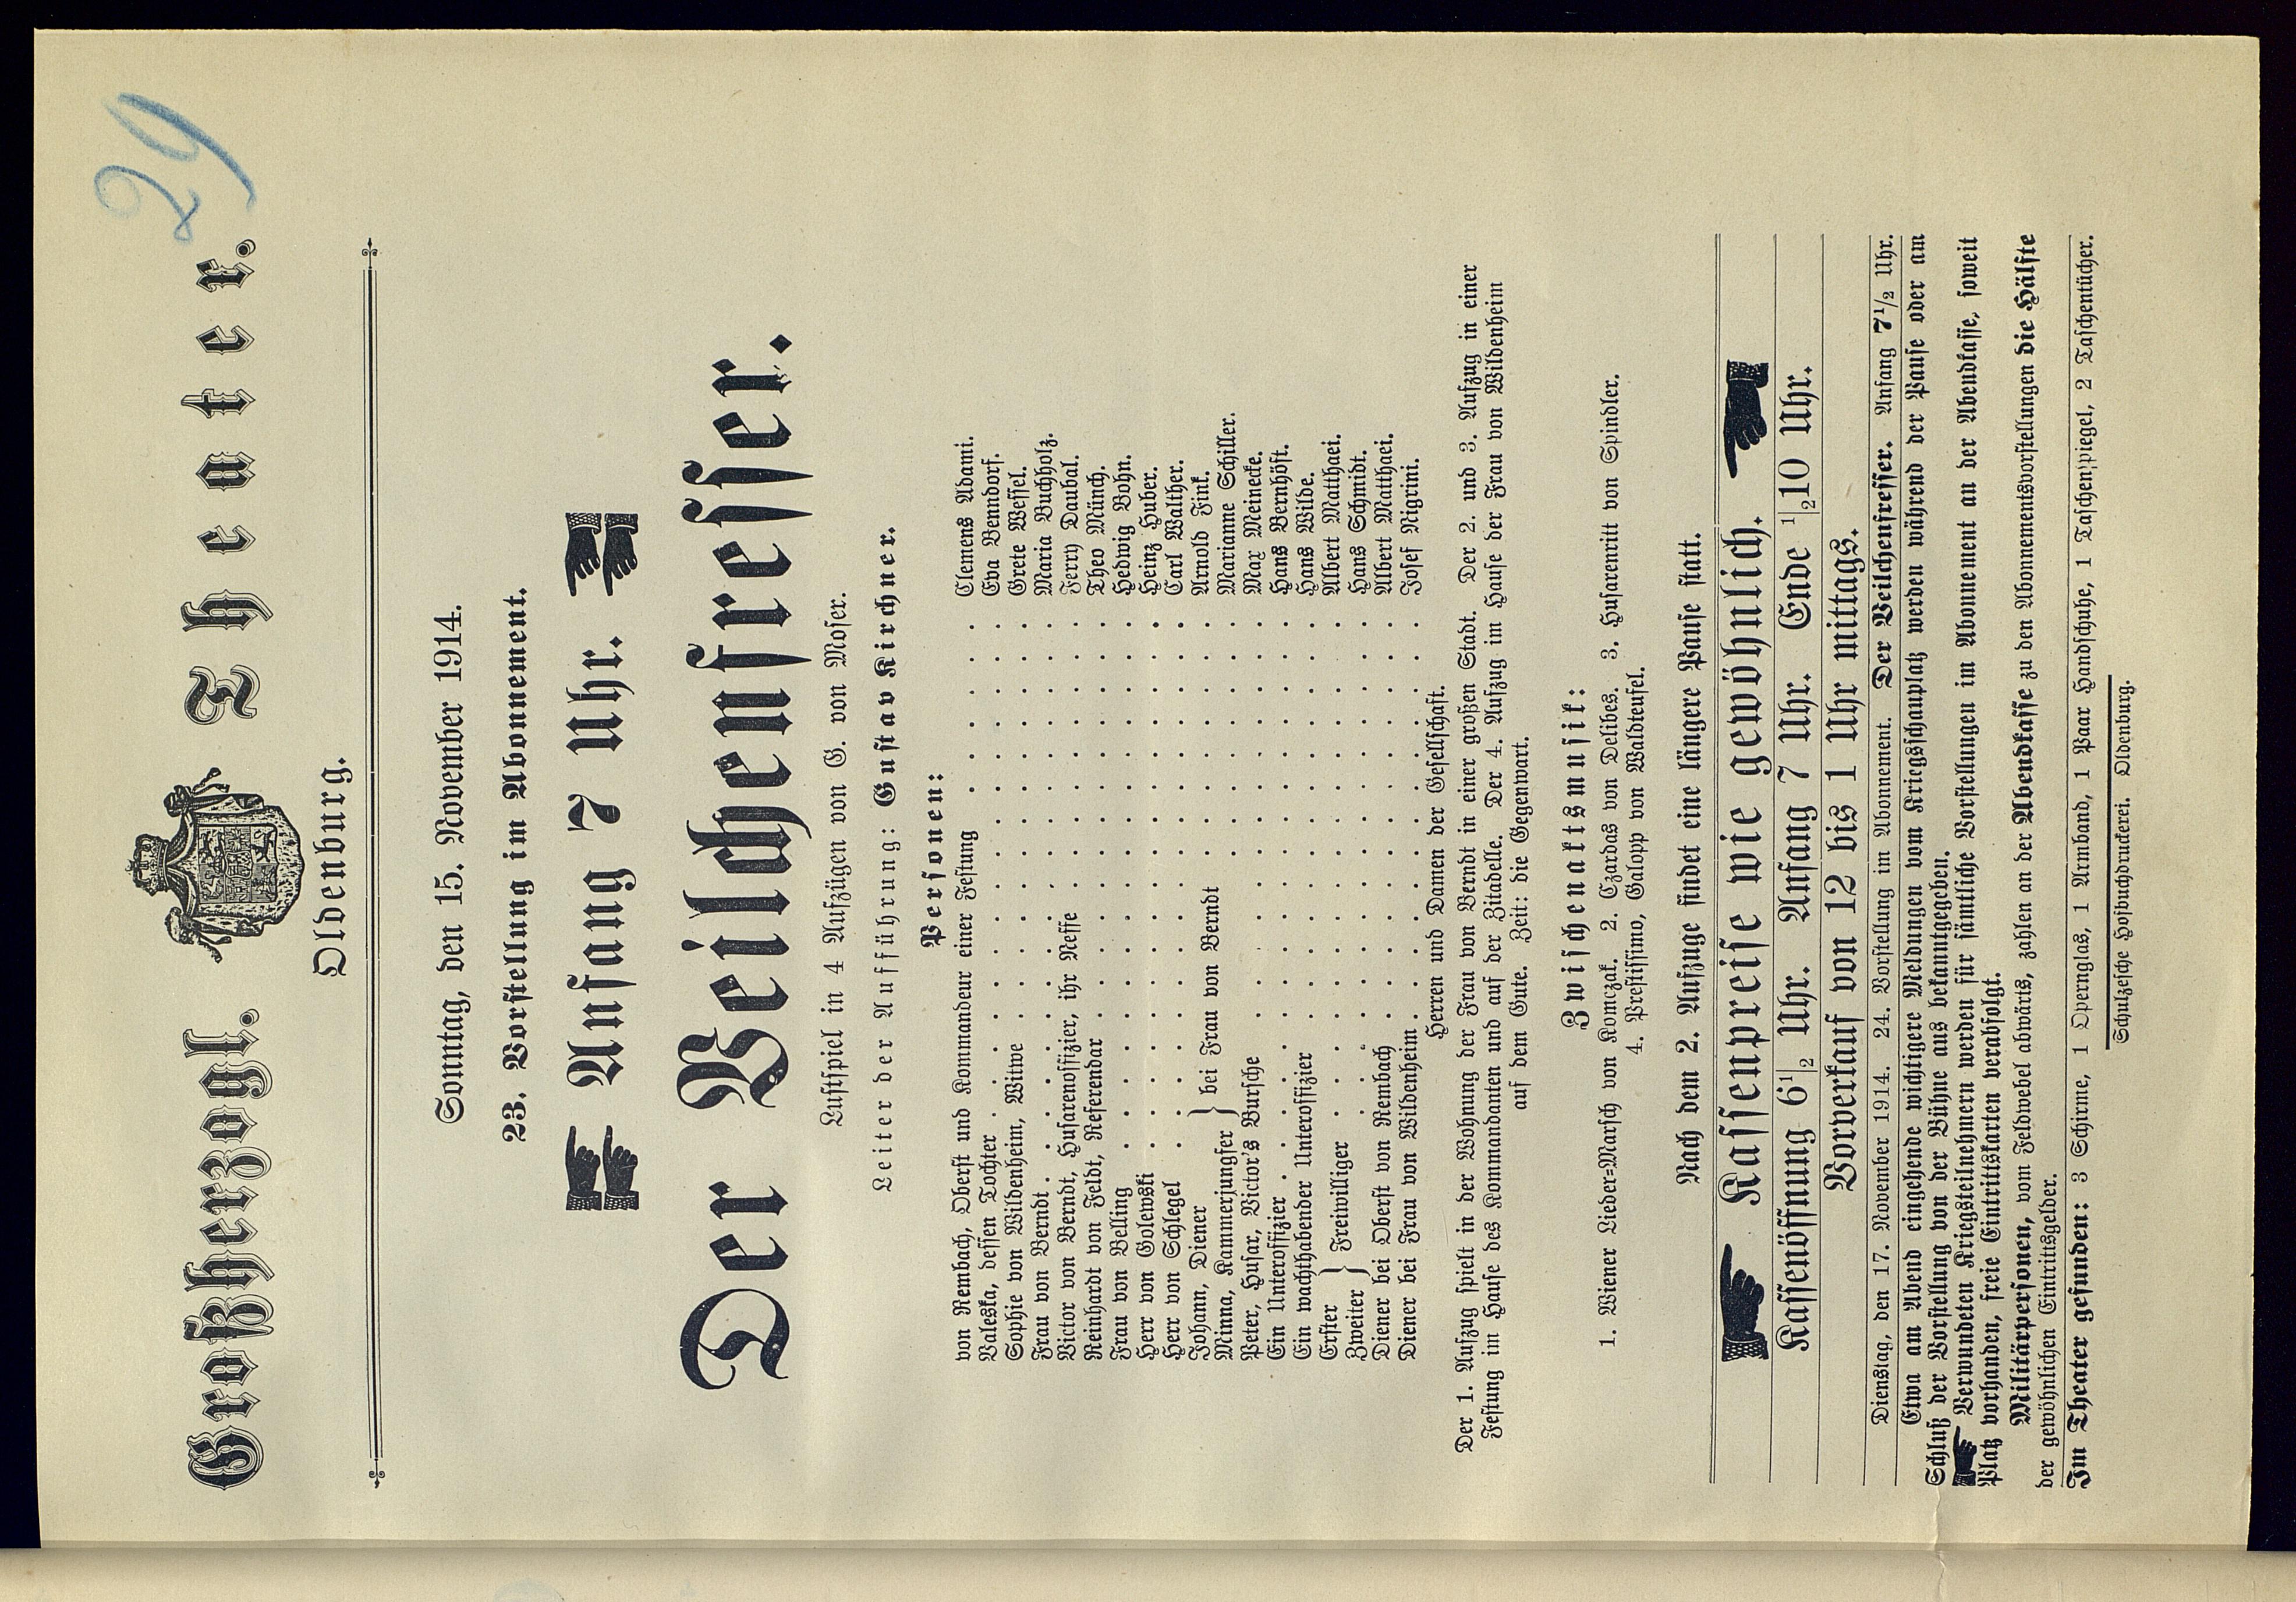 29
Großherzogl. Theater.
Oldenburg.
Sonntag, den 15. November 1914.
23. Vorstellung im Abonnement.
Anfang 7 Uhr.
Der Veilchenfresser.
Lustspiel in 4 Aufzügen von G. von Moser.
Leiter der Aufführung: Gustav Kirchner.
Personen:
von Rembach, Oberst und Kommandeur einer Festung . . . . . . Clemens Adami.
Valeska, dessen Tochter . . . . . . Eva Benndorf.
Sophie von Wildenheim, Witwe . . . . . . Grete Wessel.
Frau von Berndt . . . . . . Maria Buchholz.
Victor von Berndt, Husarenoffizier, ihr Neffe . . . . . . Ferry Daubal.
Reinhardt von Feldt, Referendar . . . . . . Theo Münch.
Frau von Belling . . . . . . Hedwig Bohn.
Herr von Golewski . . . . . . Heinz Huber.
Herr von Schlegel . . . . . . Carl Walther.
Johann, Diener } bei Frau von Berndt . . . . . . Arnold Fink.
Minna, Kammerjungfer } . . . . . . Marianne Schiller.
Peter, Husar, Victor's Bursche . . . . . . Max Meinecke.
Ein Unteroffizier . . . . . . Hans Bernhöft.
Ein wachthabender Unteroffizier . . . . . . Hans Wilde.
Erster } Freiwilliger . . . . . . Albert Matthaei.
Zweiter } . . . . . . Hans Schmidt.
Diener bei Oberst von Rembach . . . . . . Albert Matthaei.
Diener bei Frau von Wildenheim . . . . . . Josef Nigrini.
Herren und Damen der Gesellschaft.
Der 1. Aufzug spielt in der Wohnung der Frau von Berndt in einer großen Stadt. Der 2. und 3. Aufzug in einer
Festung im Hause des Kommandanten und auf der Zitadelle. Der 4. Aufzug im Hause der Frau von Wildenheim
auf dem Gute. Zeit: die Gegenwart.
Zwischenaktsmusik:
1. Wiener Lieder-Marsch von Komczak. 2. Czardas von Delibes. 3. Husarenritt von Spindler.
4. Prestissimo, Galopp von Waldteufel.
Nach dem 2. Aufzuge findet eine längere Pause statt.
Kassenpreise wie gewöhnlich.
Kassenöffnung 6 1/2 Uhr. Anfang 7 Uhr. Ende 1/2 10 Uhr.
Vorverkauf von 12 bis 1 Uhr mittags.
Dienstag, den 17. November 1914. 24. Vorstellung im Abonnement. Der Veilchenfresser. Anfang 7 1/2 Uhr.
Etwa am Abend eingehende wichtigere Meldungen vom Kriegsschauplatz werden während der Pause oder am
Schluß der Vorstellung von der Bühne aus bekanntgegeben.
Verwundeten Kriegsteilnehmern werden für sämtliche Vorstellungen im Abonnement an der Abendkasse, soweit
Platz vorhanden, freie Eintrittskarten verabfolgt.
Militärpersonen, vom Feldwebel abwärts, zahlen an der Abendkasse zu den Abonnementsvorstellungen die Hälfte
der gewöhnlichen Eintrittsgelder.
Im Theater gefunden: 3 Schirme, 1 Opernglas, 1 Armband, 1 Paar Handschuhe, 1 Taschenspiegel, 2 Taschentücher.
Schulzesche Hofbuchdruckerei. Oldenburg.